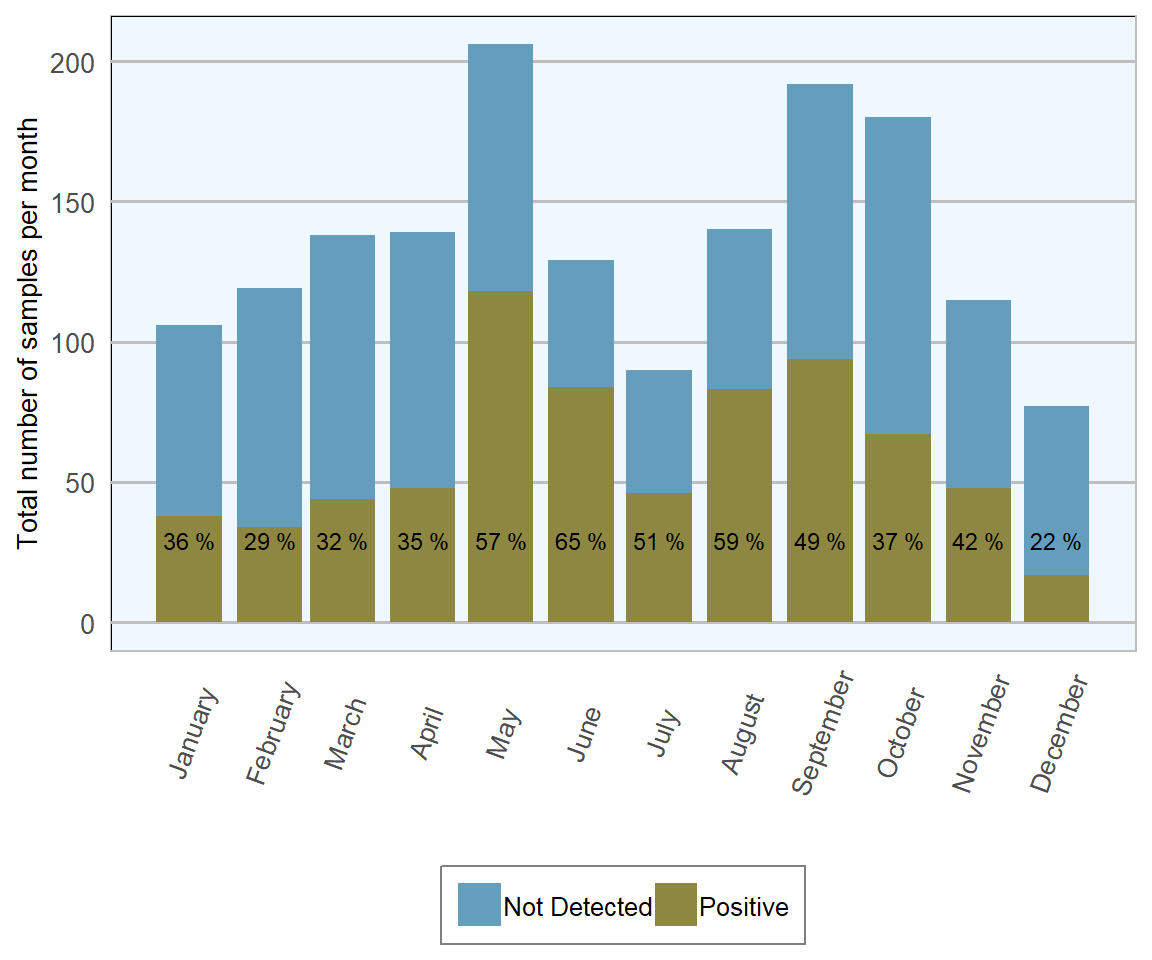 Total number of samples per month
200
150
100
50
0
36 % 29 % 32 % 35 % 57 % 65 % 51 % 59 % 49 % 37 % 42 % 22 %
January February March April May June July August September October November December
Not Detected Positive